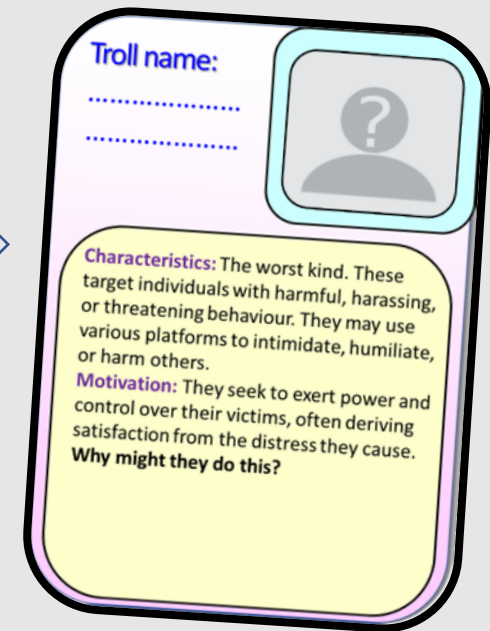 Troll name:
.....................
.....................
?
Characteristics: The worst kind. These
target individuals with harmful, harassing,
or threatening behaviour. They may use
various platforms to intimidate, humiliate,
or harm others.
Motivation: They seek to exert power and
control over their victims, often deriving
satisfaction from the distress they cause.
Why might they do this?